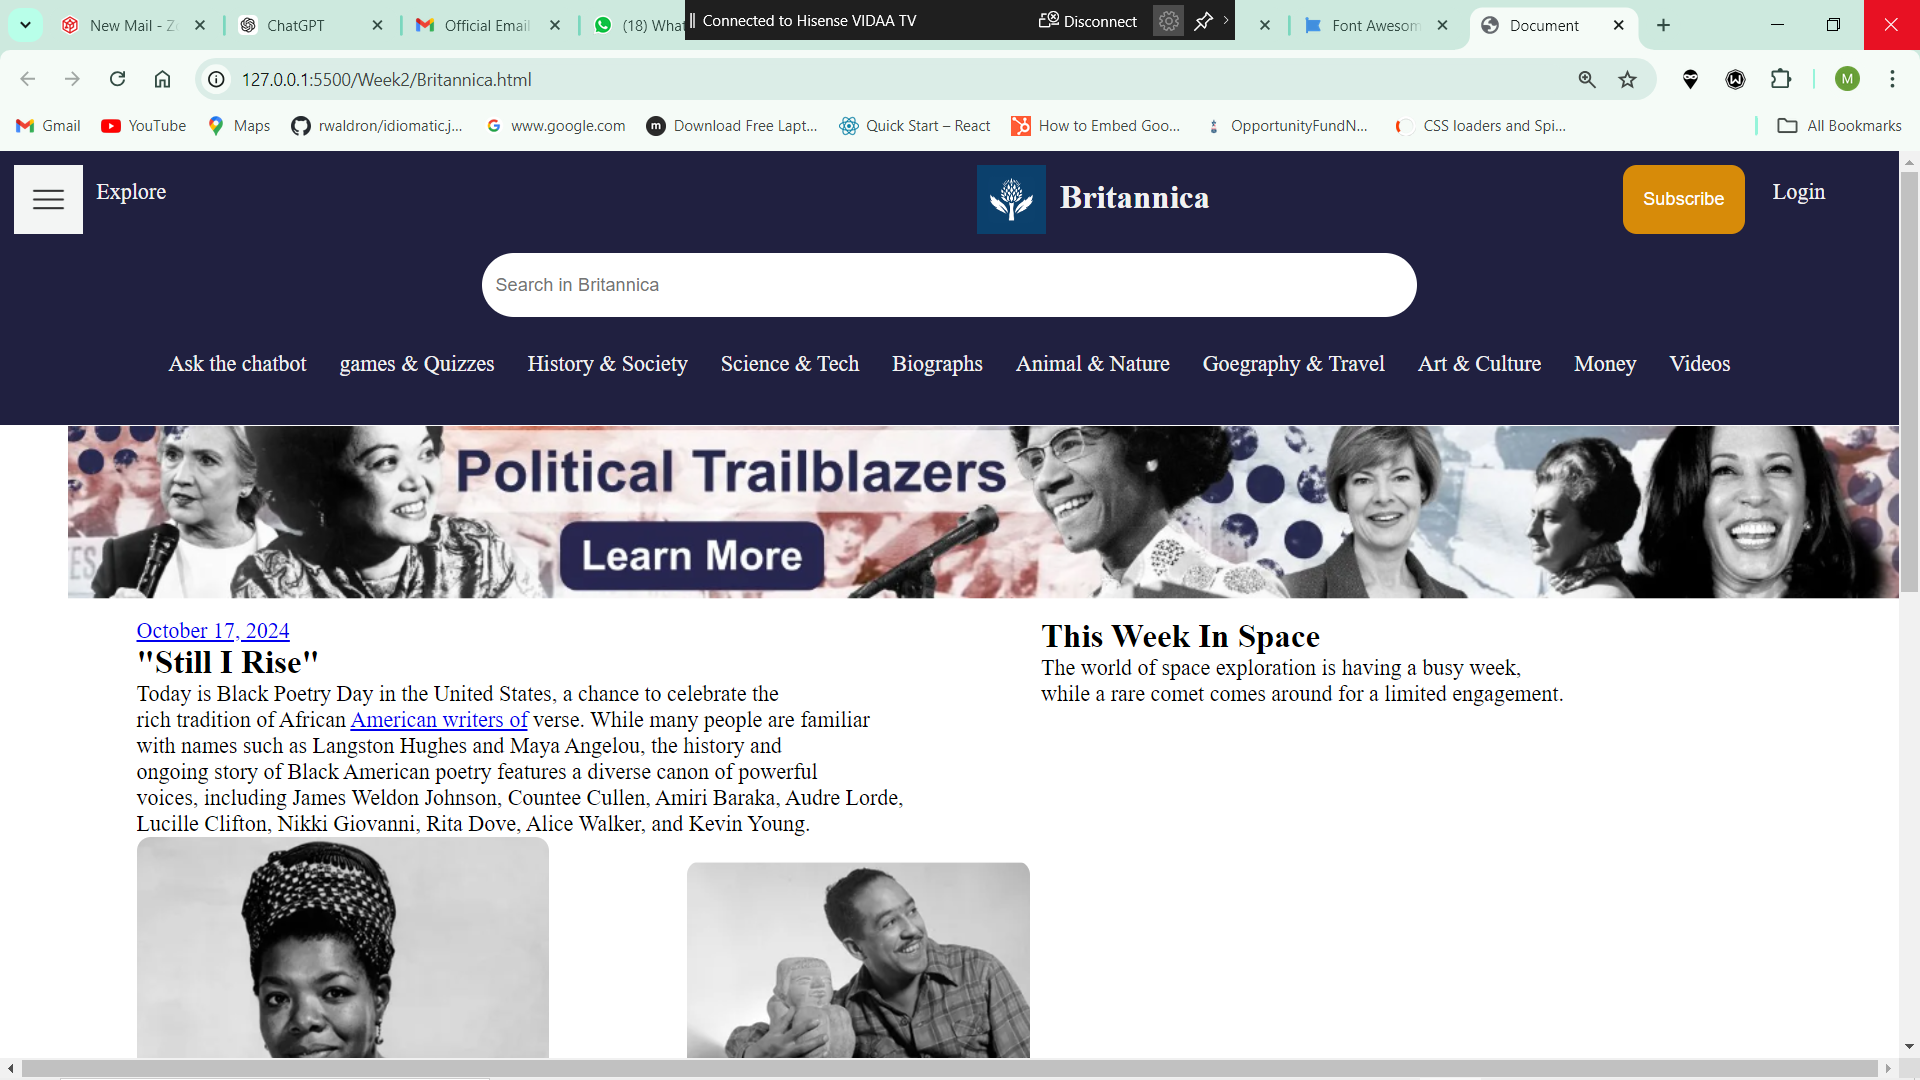 New Mail - Z
ChatGPT
Official Email
(18) What
Connected to Hisense VIDAA TV
Disconnect
Font Awesom
Document
127.0.0.1:5500/Week2/Britannica.html
M
Gmail
YouTube
Maps
rwaldron/idiomatic.j...
www.google.com
Download Free Lapt...
Quick Start – React
How to Embed Goo...
OpportunityFundN...
CSS loaders and Spi...
All Bookmarks
Explore
Britannica
Subscribe
Login
Search in Britannica
Ask the chatbot
games & Quizzes
History & Society
Science & Tech
Biographs
Animal & Nature
Goegraphy & Travel
Art & Culture
Money
Videos
Political Trailblazers
Learn More
October 17, 2024
"Still I Rise"
Today is Black Poetry Day in the United States, a chance to celebrate the
rich tradition of African American writers of verse. While many people are familiar
with names such as Langston Hughes and Maya Angelou, the history and
ongoing story of Black American poetry features a diverse canon of powerful
voices, including James Weldon Johnson, Countee Cullen, Amiri Baraka, Audre Lorde,
Lucille Clifton, Nikki Giovanni, Rita Dove, Alice Walker, and Kevin Young.
This Week In Space
The world of space exploration is having a busy week,
while a rare comet comes around for a limited engagement.